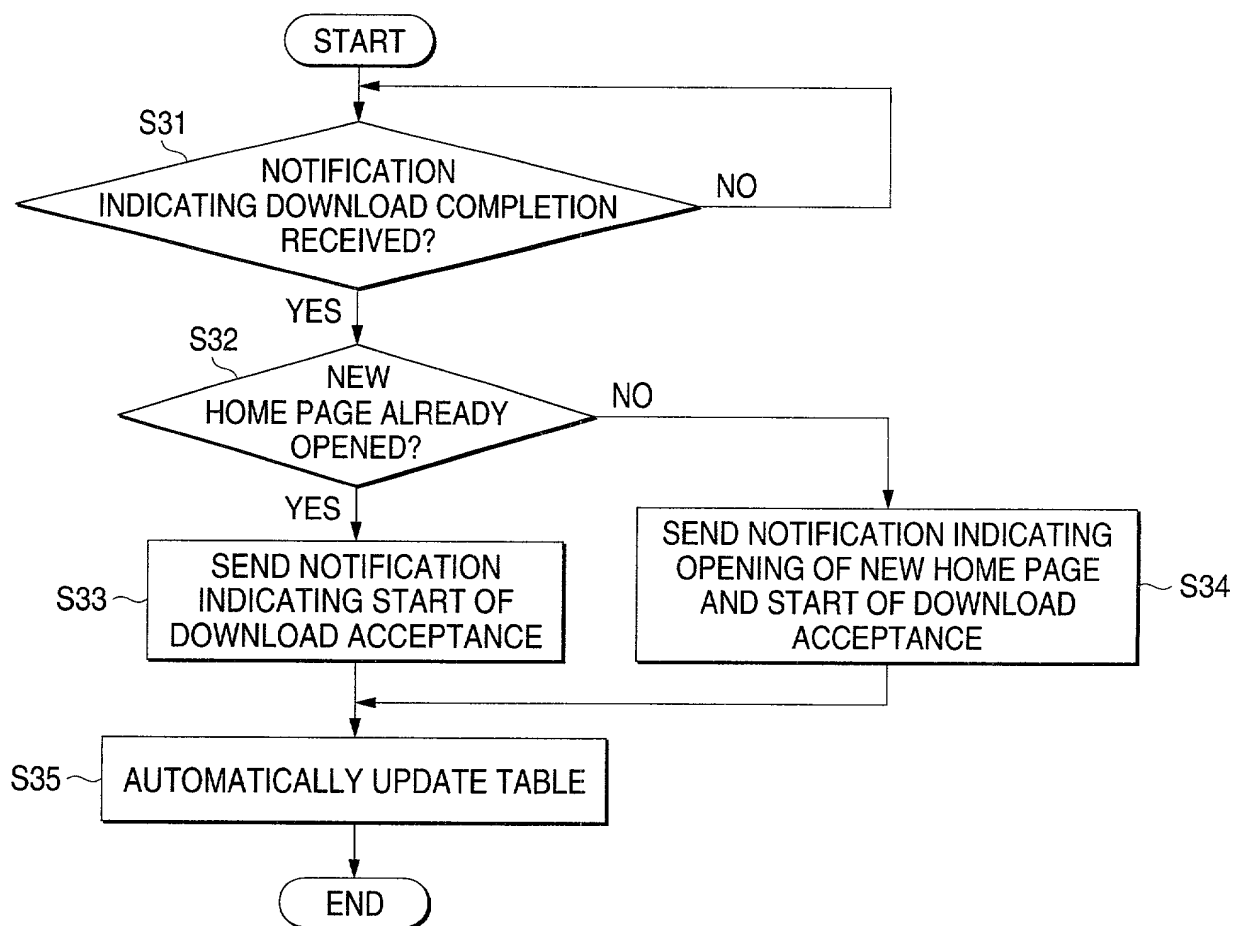 START
S31
NOTIFICATION
INDICATING DOWNLOAD COMPLETION
RECEIVED?
NO
YES
S32
NEW
HOME PAGE ALREADY
OPENED?
NO
YES
S33
SEND NOTIFICATION
INDICATING START OF
DOWNLOAD ACCEPTANCE
SEND NOTIFICATION INDICATING
OPENING OF NEW HOME PAGE
AND START OF DOWNLOAD
ACCEPTANCE
S34
S35
AUTOMATICALLY UPDATE TABLE
END